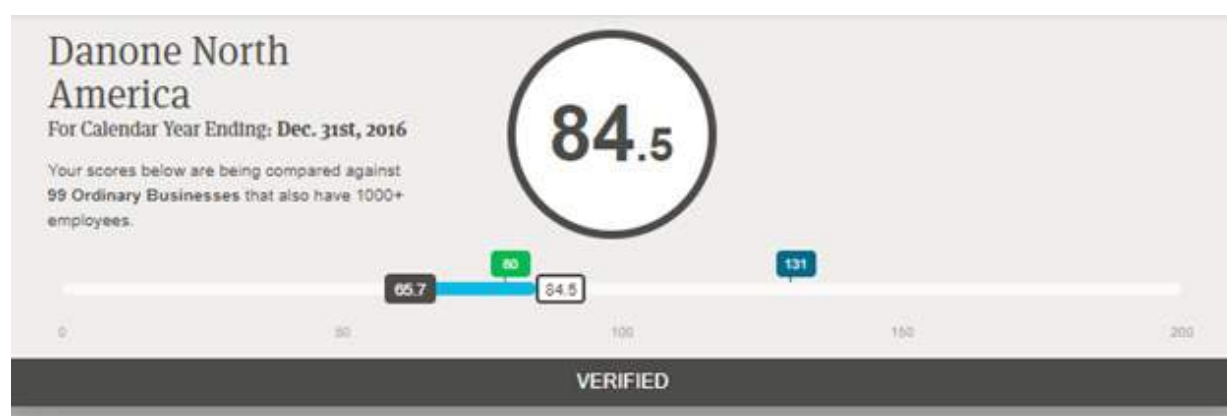 Danone North
America
For Calendar Year Ending: Dec. 31st, 2016
Your scores below are being compared against
99 Ordinary Businesses that also have 1000+
employees.
84.5
80
131
65.7
84.5
0
50
100
150
200
VERIFIED